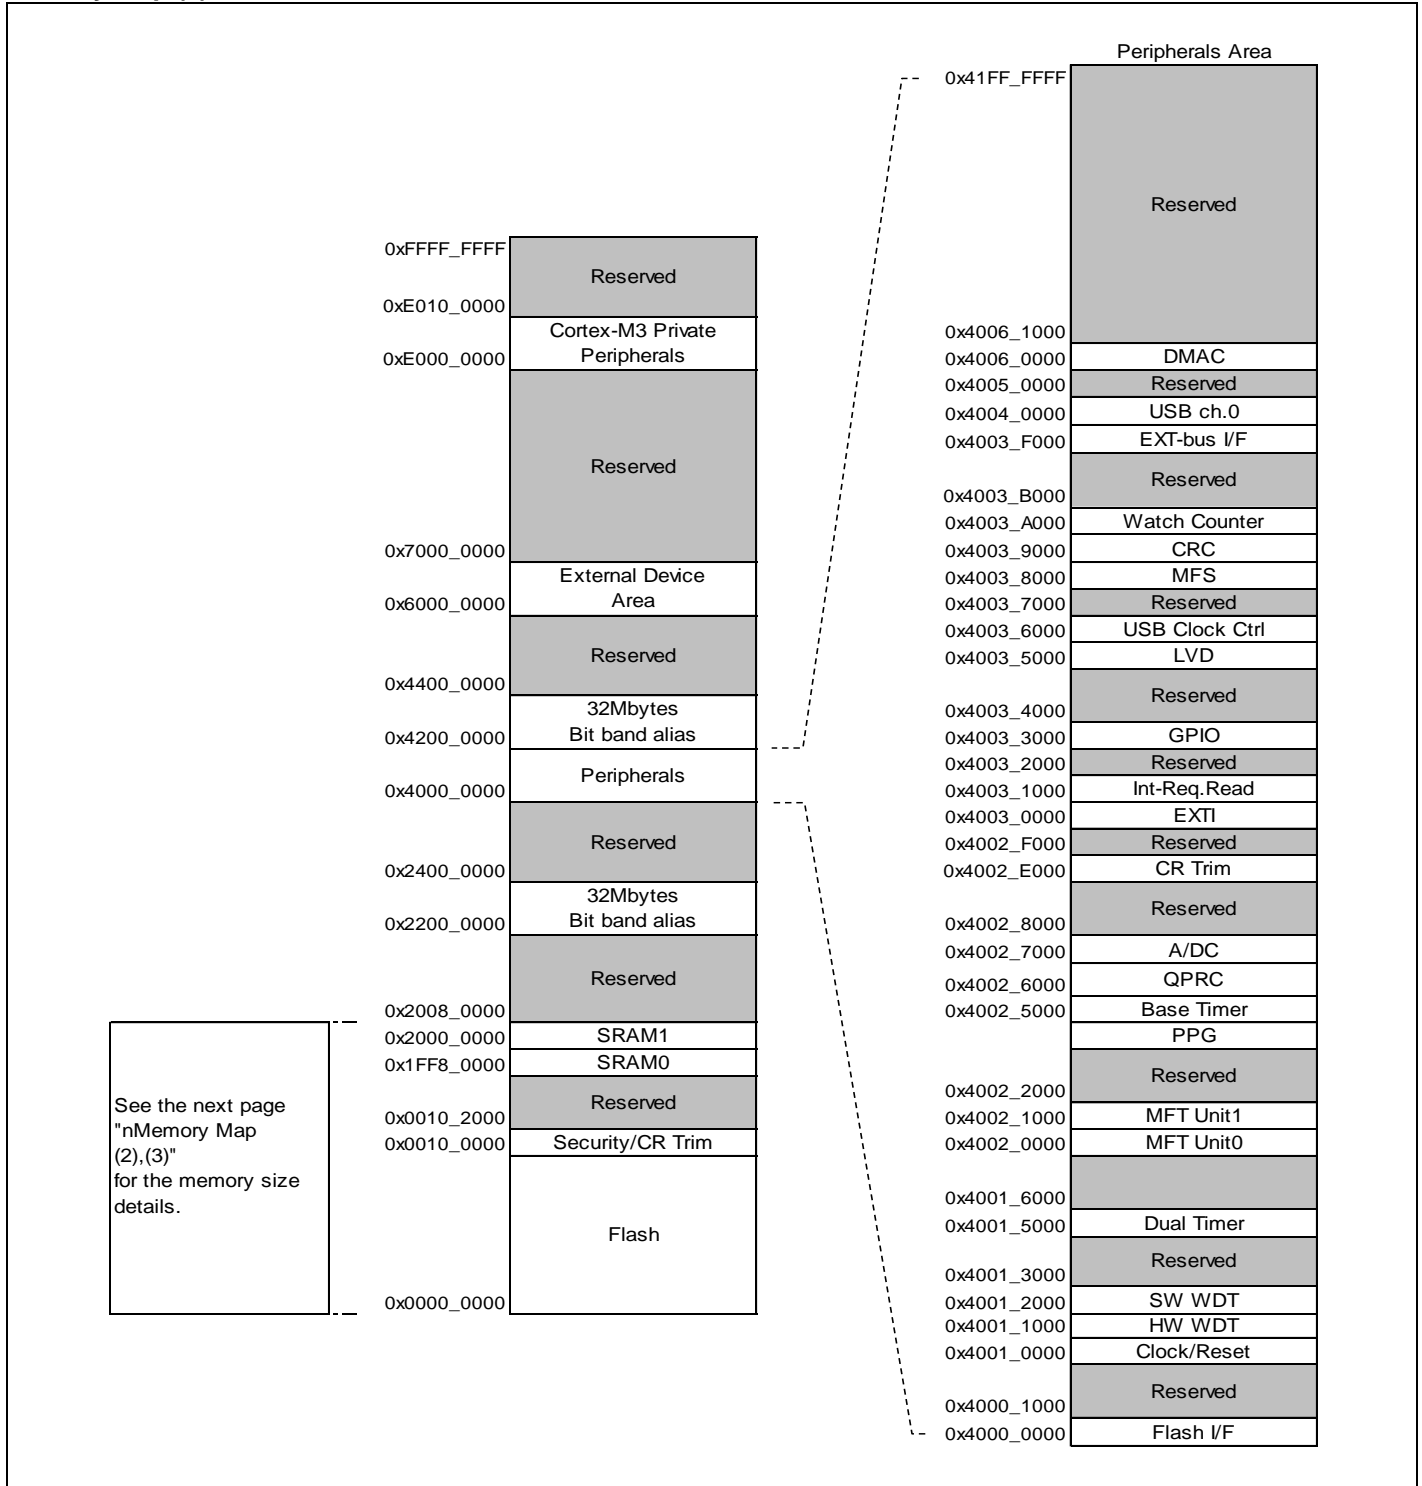 Peripherals Area
0x41FF_FFFF
Reserved
0x4006_1000
0x4006_0000 DMAC
0x4005_0000 Reserved
0x4004_0000 USB ch.0
0x4003_F000 EXT-bus I/F
Reserved
0x4003_B000
0x4003_A000 Watch Counter
0x4003_9000 CRC
0x4003_8000 MFS
0x4003_7000 Reserved
0x4003_6000 USB Clock Ctrl
0x4003_5000 LVD
Reserved
0x4003_4000
0x4003_3000 GPIO
0x4003_2000 Reserved
0x4003_1000 Int-Req.Read
0x4003_0000 EXTI
0x4002_F000 Reserved
0x4002_E000 CR Trim
Reserved
0x4002_8000
0x4002_7000 A/DC
0x4002_6000 QPRC
0x4002_5000 Base Timer
PPG
Reserved
0x4002_2000
0x4002_1000 MFT Unit1
0x4002_0000 MFT Unit0
0x4001_6000
0x4001_5000 Dual Timer
Reserved
0x4001_3000
0x4001_2000 SW WDT
0x4001_1000 HW WDT
0x4001_0000 Clock/Reset
Reserved
0x4000_1000
0x4000_0000 Flash I/F
0xFFFF_FFFF
Reserved
0xE010_0000
Cortex-M3 Private
0xE000_0000 Peripherals
Reserved
0x7000_0000
External Device
0x6000_0000 Area
Reserved
0x4400_0000
32Mbytes
0x4200_0000 Bit band alias
Peripherals
0x4000_0000
Reserved
0x2400_0000
32Mbytes
0x2200_0000 Bit band alias
Reserved
0x2008_0000
0x2000_0000 SRAM1
0x1FF8_0000 SRAM0
Reserved
0x0010_2000
0x0010_0000 Security/CR Trim
Flash
0x0000_0000
See the next page
"nMemory Map
(2),(3)"
for the memory size
details.